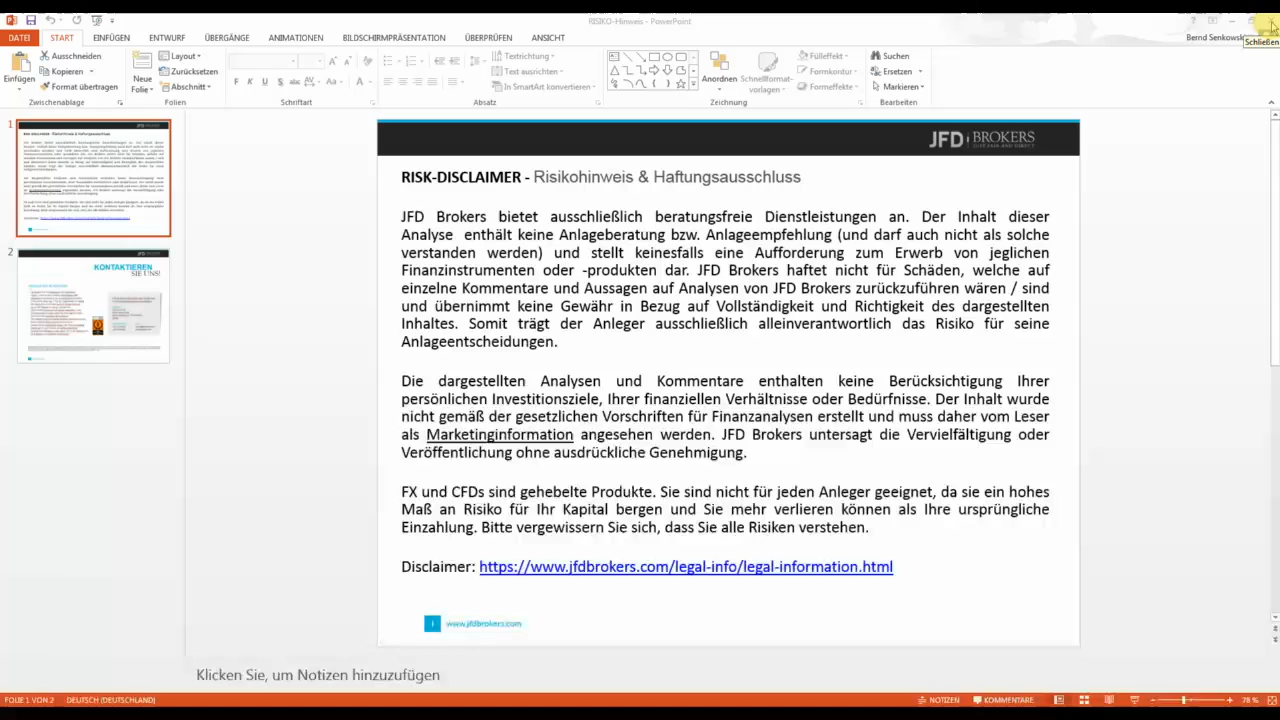 RISIKO-Hinweis - PowerPoint
DATEI START EINFÜGEN ENTWURF ÜBERGÄNGE ANIMATIONEN BILDSCHIRMPRÄSENTATION ÜBERPRÜFEN ANSICHT
Bernd Senkowsk
Schließen
Einfügen
Ausschneiden
Kopieren
Format übertragen
Zwischenablage
Neue
Folie
Layout
Zurücksetzen
Abschnitt
Folien
F K U S abc AV Aa A
Schriftart
Textrichtung
Text ausrichten
In SmartArt konvertieren
Absatz
Anordnen
Schnellformat-
vorlagen
Fülleffekt
Formkontur
Formeffekte
Zeichnung
Suchen
Ersetzen
Markieren
Bearbeiten
1
2
KONTAKTIEREN
SIE UNS!
JFD BROKERS
RISK-DISCLAIMER - Risikohinweis & Haftungsausschuss
JFD Brokers bietet ausschließlich beratungsfreie Dienstleistungen an. Der Inhalt dieser
Analyse enthält keine Anlageberatung bzw. Anlageempfehlung (und darf auch nicht als solche
verstanden werden) und stellt keinesfalls eine Aufforderung zum Erwerb von jeglichen
Finanzinstrumenten oder -produkten dar. JFD Brokers haftet nicht für Schäden, welche auf
einzelne Kommentare und Aussagen auf Analysen von JFD Brokers zurückzuführen wären / sind
und übernimmt keine Gewähr in Bezug auf Vollständigkeit und Richtigkeit des dargestellten
Inhaltes. Somit trägt der Anleger ausschließlich alleinverantwortlich das Risiko für seine
Anlageentscheidungen.
Die dargestellten Analysen und Kommentare enthalten keine Berücksichtigung Ihrer
persönlichen Investitionsziele, Ihrer finanziellen Verhältnisse oder Bedürfnisse. Der Inhalt wurde
nicht gemäß der gesetzlichen Vorschriften für Finanzanalysen erstellt und muss daher vom Leser
als Marketinginformation angesehen werden. JFD Brokers untersagt die Vervielfältigung oder
Veröffentlichung ohne ausdrückliche Genehmigung.
FX und CFDs sind gehebelte Produkte. Sie sind nicht für jeden Anleger geeignet, da sie ein hohes
Maß an Risiko für Ihr Kapital bergen und Sie mehr verlieren können als Ihre ursprüngliche
Einzahlung. Bitte vergewissern Sie sich, dass Sie alle Risiken verstehen.
Disclaimer: https://www.jfdbrokers.com/legal-info/legal-information.html
www.jfdbrokers.com
Klicken Sie, um Notizen hinzuzufügen
FOLIE 1 VON 2 DEUTSCH (DEUTSCHLAND) NOTIZEN KOMMENTARE 78 %